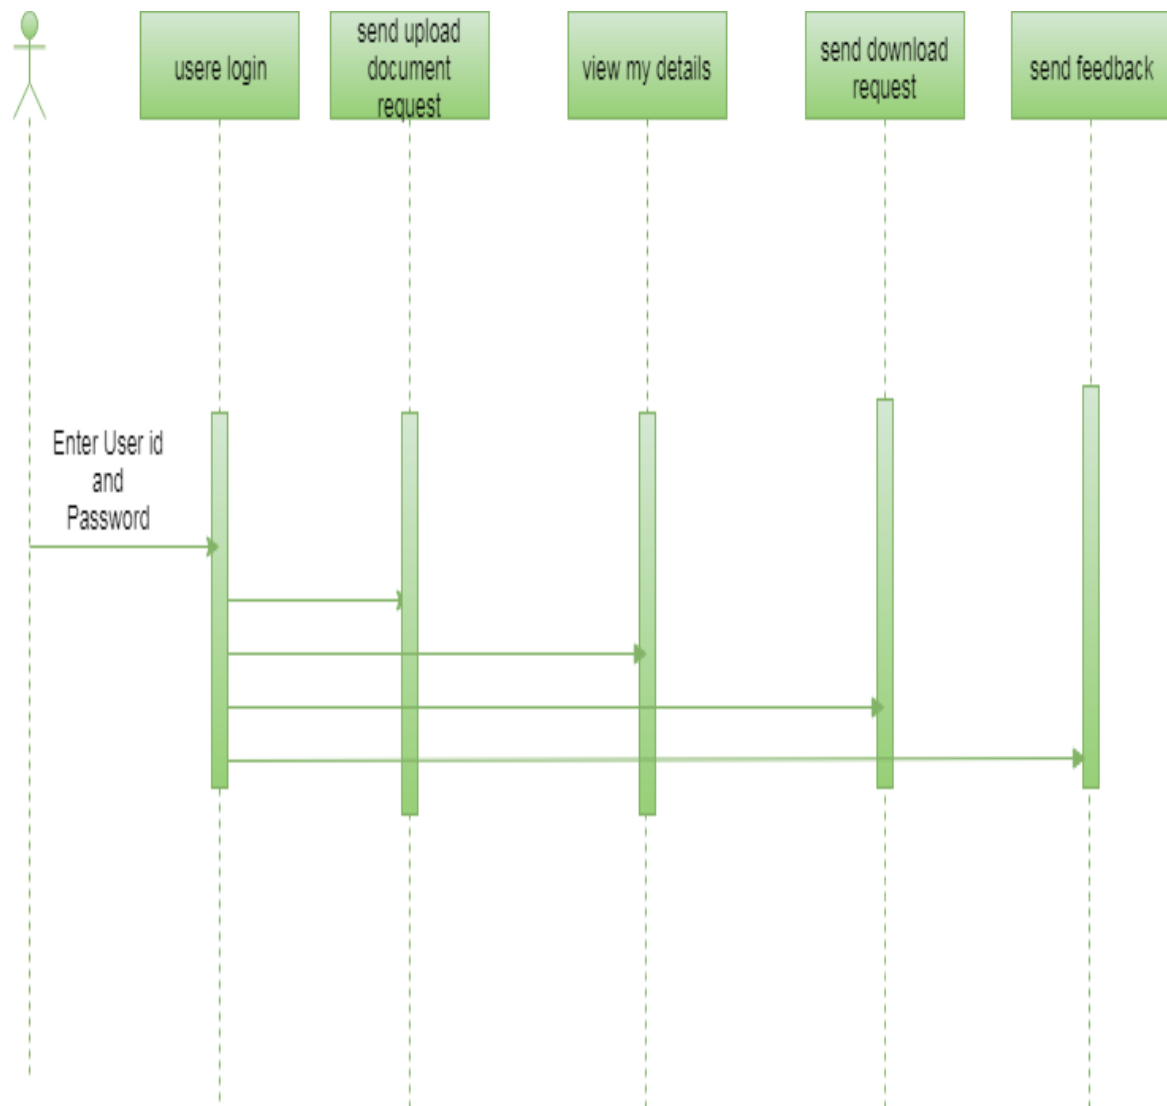 usere login
send upload
document
request
view my details
send download
request
send feedback
Enter User id
and
Password